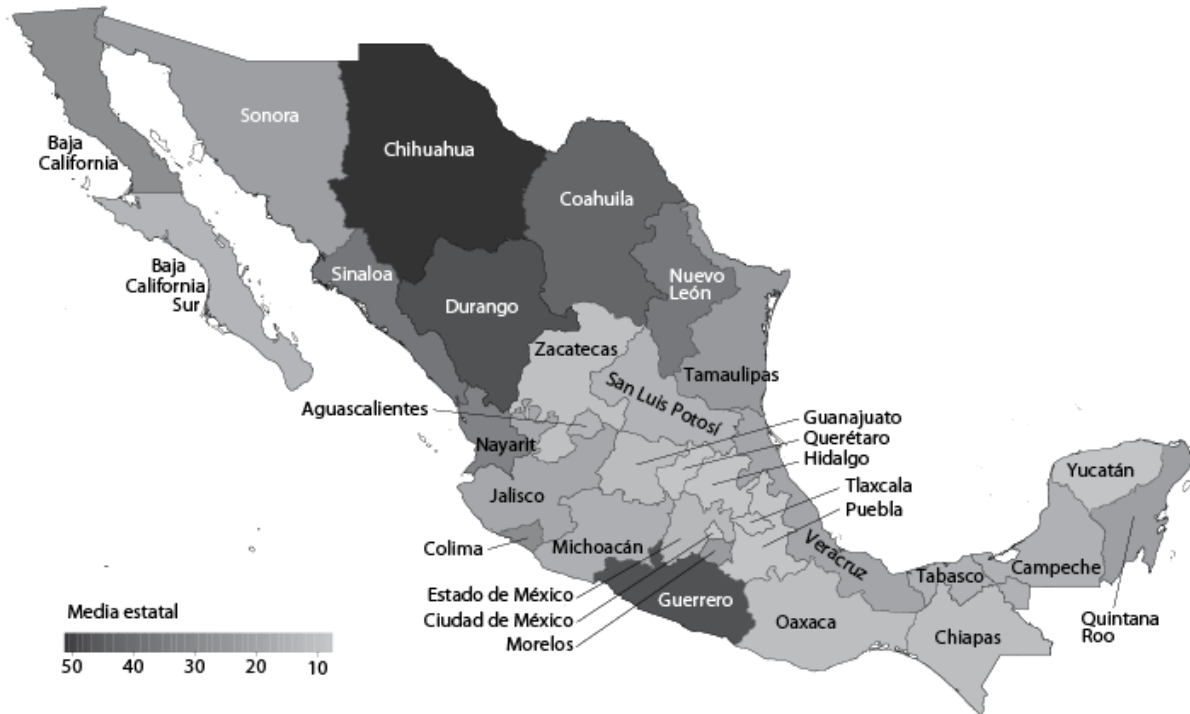 Sonora
Chihuahua
Baja
California
Coahuila
Baja
California
Sur
Sinaloa
Nuevo
León
Durango
Zacatecas
Tamaulipas
San Luis Potosí
Aguascalientes
Guanajuato
Querétaro
Nayarit
Hidalgo
Yucatán
Tlaxcala
Jalisco
Puebla
Colima
Michoacán
Veracruz
Campeche
Tabasco
Estado de México
Guerrero
Media estatal
Ciudad de México
Oaxaca
Quintana
Roo
Morelos
Chiapas
50 40 30 20 10